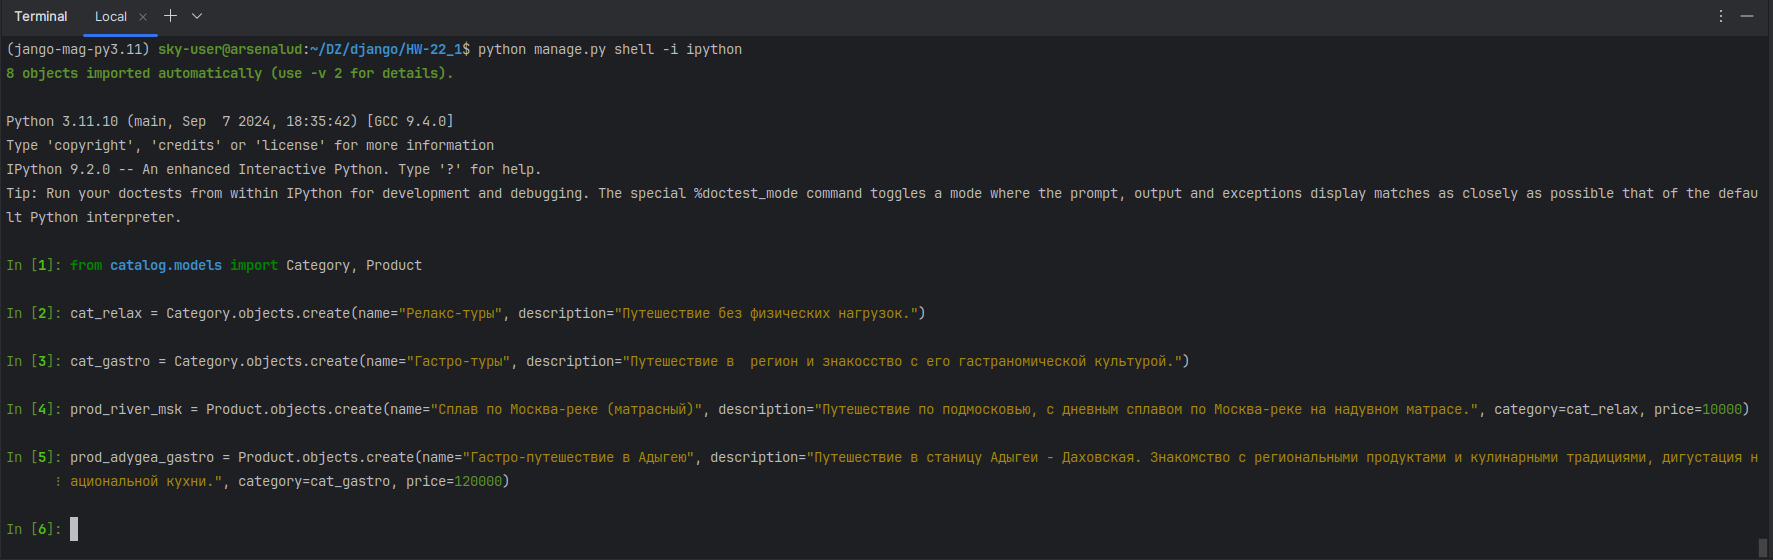 Terminal Local
(jango-mag-py3.11) sky-user@arsenalud:~/DZ/django/HW-22_1$ python manage.py shell -i ipython
8 objects imported automatically (use -v 2 for details).
Python 3.11.10 (main, Sep  7 2024, 18:35:42) [GCC 9.4.0]
Type 'copyright', 'credits' or 'license' for more information
IPython 9.2.0 -- An enhanced Interactive Python. Type '?' for help.
Tip: Run your doctests from within IPython for development and debugging. The special %doctest_mode command toggles a mode where the prompt, output and exceptions display matches as closely as possible that of the defau
lt Python interpreter.
In [1]: from catalog.models import Category, Product
In [2]: cat_relax = Category.objects.create(name="Релакс-туры", description="Путешествие без физических нагрузок.")
In [3]: cat_gastro = Category.objects.create(name="Гастро-туры", description="Путешествие в  регион и знакосство с его гастраномической культурой.")
In [4]: prod_river_msk = Product.objects.create(name="Сплав по Москва-реке (матрасный)", description="Путешествие по подмосковью, с дневным сплавом по Москва-реке на надувном матрасе.", category=cat_relax, price=10000)
In [5]: prod_adygea_gastro = Product.objects.create(name="Гастро-путешествие в Адыгею", description="Путешествие в станицу Адыгеи - Даховская. Знакомство с региональными продуктами и кулинарными традициями, дигустация н
ациональной кухни.", category=cat_gastro, price=120000)
In [6]: